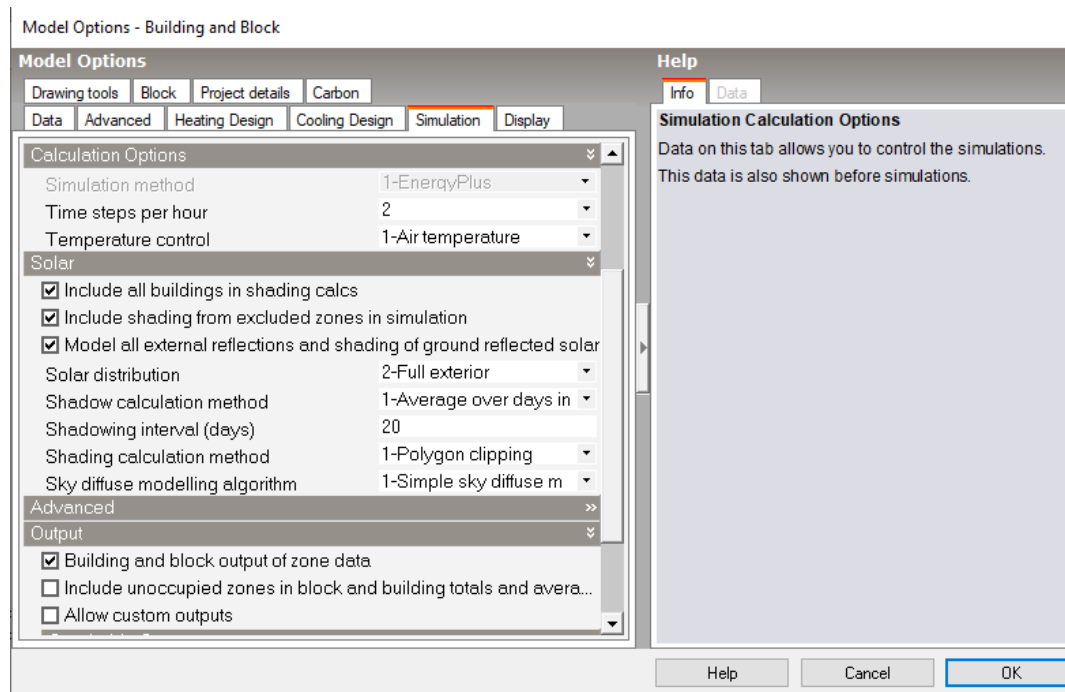 Model Options - Building and Block
Model Options
Drawing tools Block Project details Carbon
Data Advanced Heating Design Cooling Design Simulation Display
Calculation Options
Simulation method 1-EnergyPlus
Time steps per hour 2
Temperature control 1-Air temperature
Solar
Include all buildings in shading calcs
Include shading from excluded zones in simulation
Model all external reflections and shading of ground reflected solar
Solar distribution 2-Full exterior
Shadow calculation method 1-Average over days in
Shadowing interval (days) 20
Shading calculation method 1-Polygon clipping
Sky diffuse modelling algorithm 1-Simple sky diffuse m
Advanced
Output
Building and block output of zone data
Include unoccupied zones in block and building totals and avera...
Allow custom outputs
Help
Info Data
Simulation Calculation Options
Data on this tab allows you to control the simulations.
This data is also shown before simulations.
Help Cancel OK